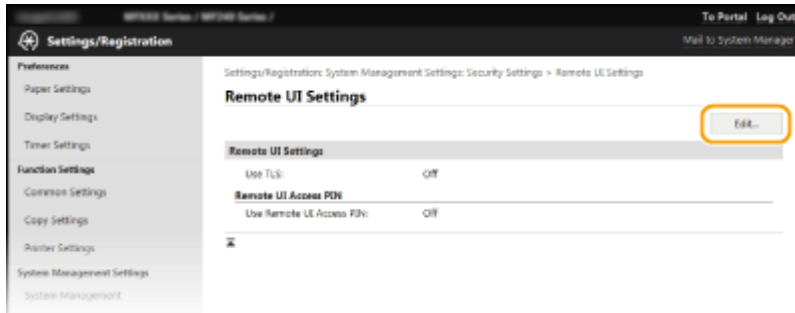 To Portal Log Out
Settings/Registration
Mail to System Manager
Preferences
Paper Settings
Display Settings
Timer Settings
Function Settings
Common Settings
Copy Settings
Printer Settings
System Management Settings
System Management
Settings/Registration: System Management Settings: Security Settings > Remote UI Settings
Remote UI Settings
Edit...
Remote UI Settings
Use TLS: Off
Remote UI Access PIN
Use Remote UI Access PIN: Off